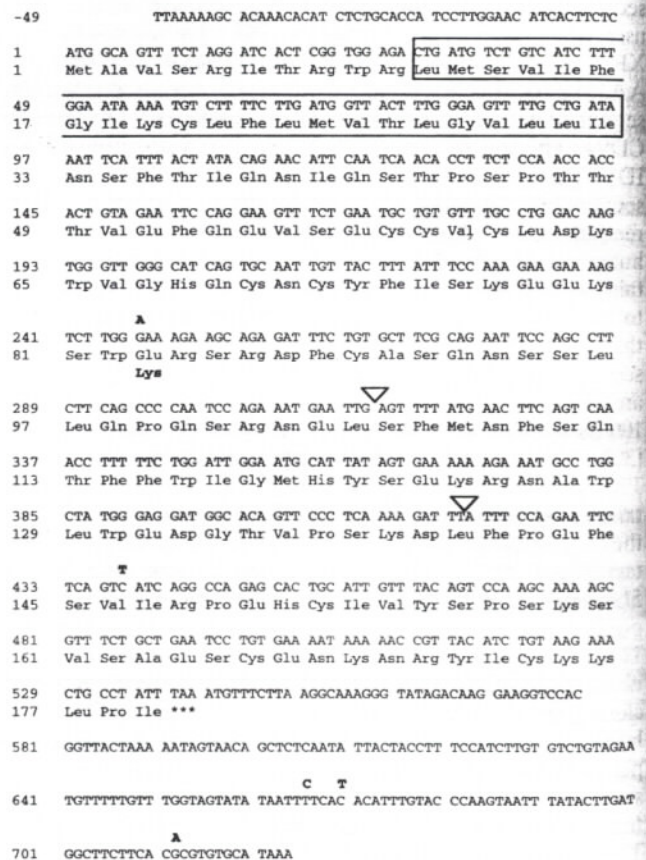 -49 TTAAAAAGC ACAAACACAT CTCTGCACCA TCCTTGGAAC ATCACTTCTC
1 ATG GCA GTT TCT AGG ATC ACT CGG TGG AGA CTG ATG TCT GTC ATC TTT
1 Met Ala Val Ser Arg Ile Thr Arg Trp Arg Leu Met Ser Val Ile Phe
49 GGA ATA AAA TGT CTT TTC TTG ATG GTT ACT TTG GGA GTT TTG CTG ATA
17 Gly Ile Lys Cys Leu Phe Leu Met Val Thr Leu Gly Val Leu Leu Ile
97 AAT TCA TTT ACT ATA CAG AAC ATT CAA TCA ACA CCT TCT CCA ACC ACC
33 Asn Ser Phe Thr Ile Gln Asn Ile Gln Ser Thr Pro Ser Pro Thr Thr
145 ACT GTA GAA TTC CAG GAA GTT TCT GAA TGC TGT GTT TGC CTG GAC AAG
49 Thr Val Glu Phe Gln Glu Val Ser Glu Cys Cys Val Cys Leu Asp Lys
193 TGG GTT GGG CAT CAG TGC AAT TGT TAC TTT ATT TCC AAA GAA GAA AAG
65 Trp Val Gly His Gln Cys Asn Cys Tyr Phe Ile Ser Lys Glu Glu Lys
A
241 TCT TGG GAA AGA AGC AGA GAT TTC TGT GCT TCG CAG AAT TCC AGC CTT
81 Ser Trp Glu Arg Ser Arg Asp Phe Cys Ala Ser Gln Asn Ser Ser Leu
Lys
289 CTT CAG CCC CAA TCC AGA AAT GAA TTG AGT TTT ATG AAC TTC AGT CAA
97 Leu Gln Pro Gln Ser Arg Asn Glu Leu Ser Phe Met Asn Phe Ser Gln
337 ACC TTT TTC TGG ATT GGA ATG CAT TAT AGT GAA AAA AGA AAT GCC TGG
113 Thr Phe Phe Trp Ile Gly Met His Tyr Ser Glu Lys Arg Asn Ala Trp
385 CTA TGG GAG GAT GGC ACA GTT CCC TCA AAA GAT TTA TTT CCA GAA TTC
129 Leu Trp Glu Asp Gly Thr Val Pro Ser Lys Asp Leu Phe Pro Glu Phe
T
433 TCA GTC ATC AGG CCA GAG CAC TGC ATT GTT TAC AGT CCA AGC AAA AGC
145 Ser Val Ile Arg Pro Glu His Cys Ile Val Tyr Ser Pro Ser Lys Ser
481 GTT TCT GCT GAA TCC TGT GAA AAT AAA AAC CGT TAC ATC TGT AAG AAA
161 Val Ser Ala Glu Ser Cys Glu Asn Lys Asn Arg Tyr Ile Cys Lys Lys
529 CTG CCT ATT TAA ATGTTTCTTA AGGCAAAGGG TATAGACAAG GAAGGTCCAC
177 Leu Pro Ile ***
581 GGTTACTAAA AATAGTAACA GCTCTCAATA TTACTACCTT TCCATCTTGT GTCTGTAGAA
C T
641 TGTTTTTGTT TGGTAGTATA TAATTTTCAC ACATTTGTAC CCAAGTAATT TATACTTGAT
A
701 GGCTTCTTCA CGCGTGTGCA TAAA